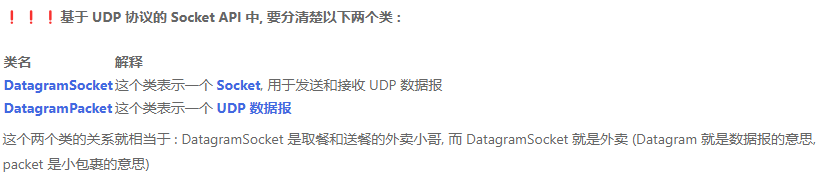 ❗ ❗ ❗ 基于 UDP 协议的 Socket API 中, 要分清楚以下两个类 :
类名 解释
DatagramSocket 这个类表示一个 Socket, 用于发送和接收 UDP 数据报
DatagramPacket 这个类表示一个 UDP 数据报
这个两个类的关系就相当于 : DatagramSocket 是取餐和送餐的外卖小哥, 而 DatagramSocket 就是外卖 (Datagram 就是数据报的意思,
packet 是小包裹的意思)